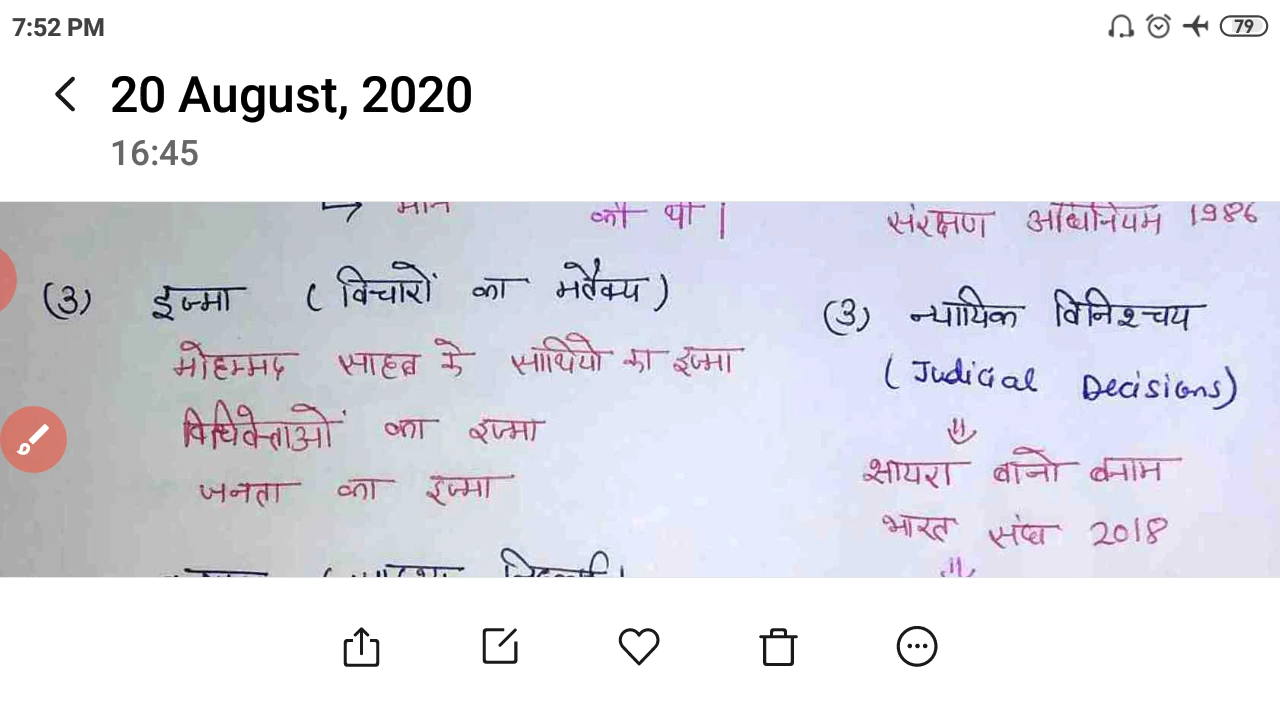 7:52 PM
79
20 August, 2020
16:45
की थी |
संरक्षण अधिनियम 1986
(3) इज्मा ( विचारों का मतैक्य )
मोहम्मद साहब के साथियो का इज्मा
विधिवेत्ताओं का इज्मा
जनता का इज्मा
(3) न्यायिक विनिश्चय
( Judicial Decisions)
शायरा बानो बनाम
भारत संघ 2018